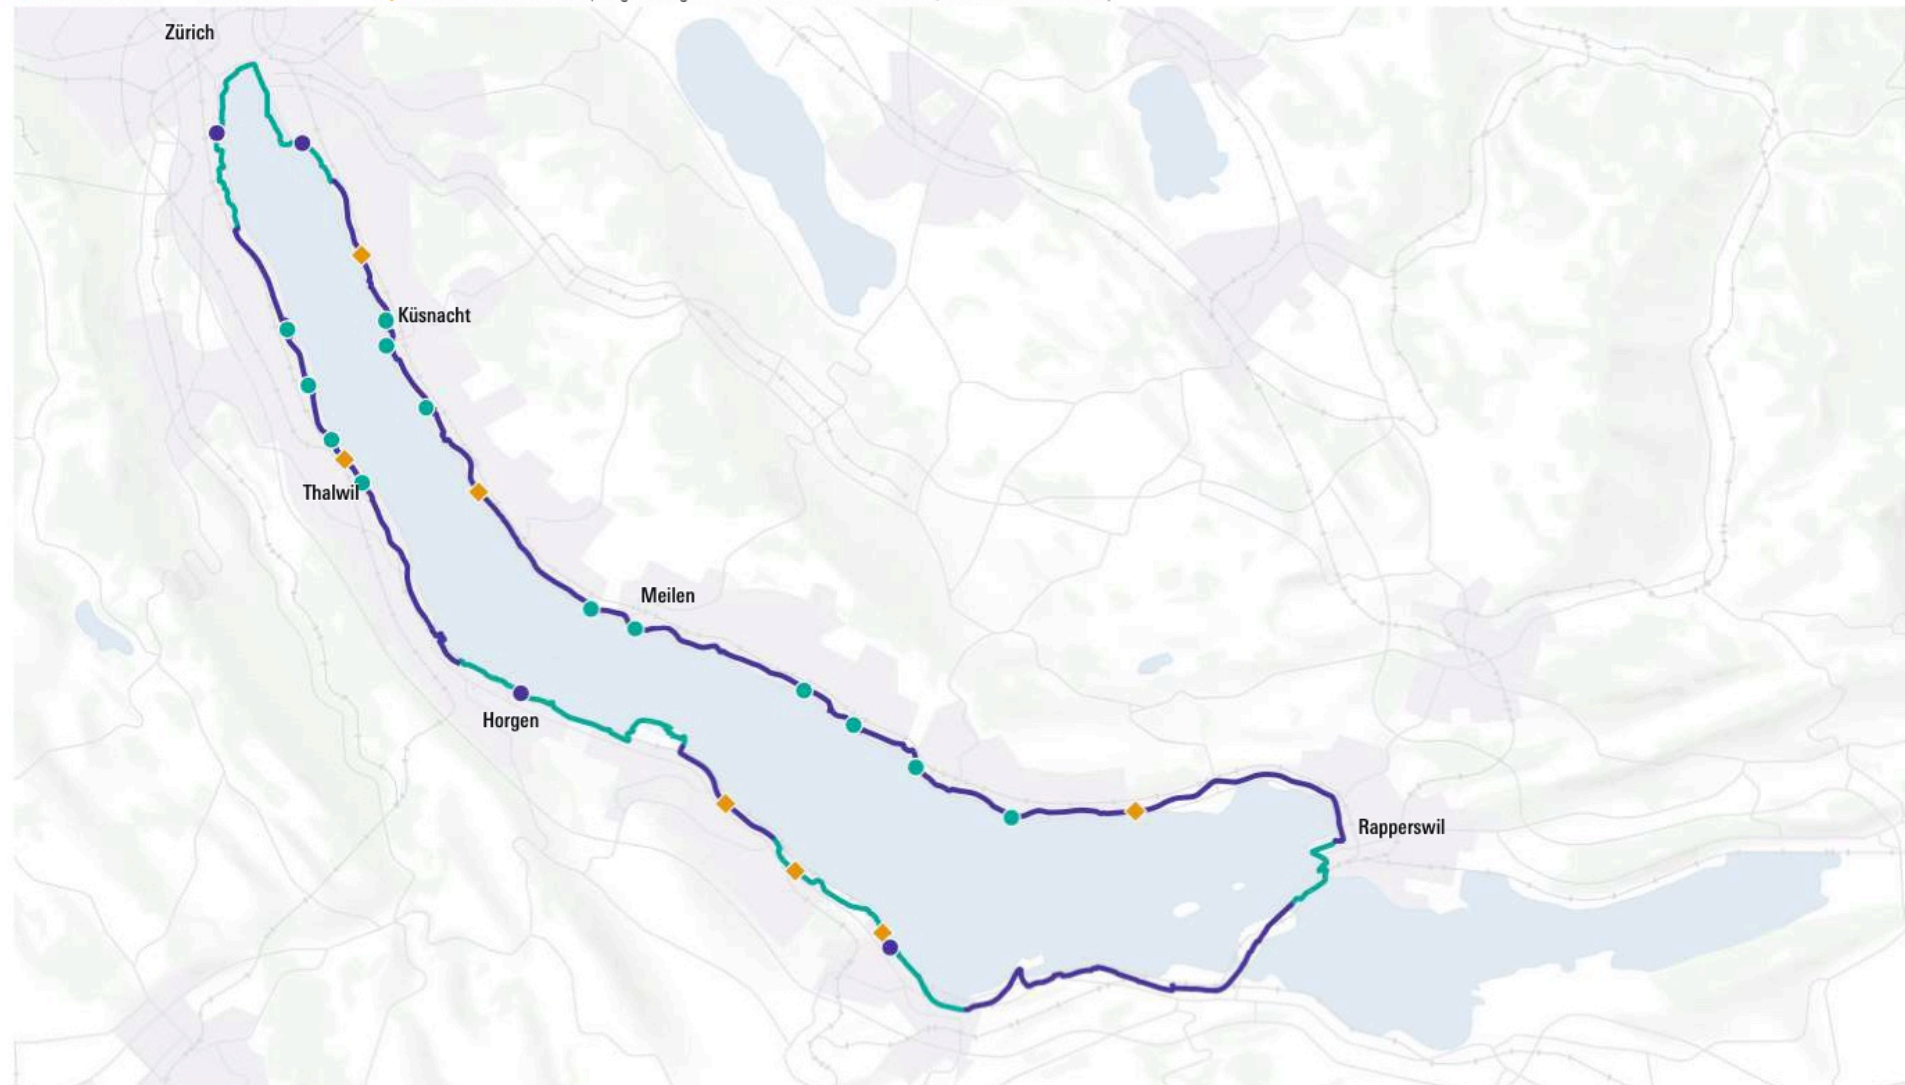 Zürich
Küsnacht
Thalwil
Meilen
Horgen
Rapperswil